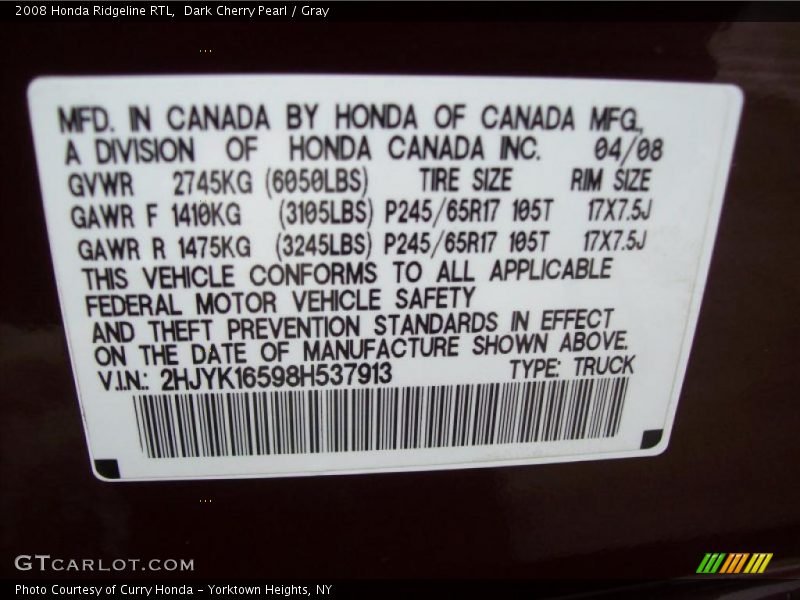 2008 Honda Ridgeline RTL,  Dark Cherry Pearl / Gray
MFD. IN CANADA BY HONDA OF CANADA MFG.,
A DIVISION OF HONDA CANADA INC. 04/08
GVWR 2745KG (6050LBS) TIRE SIZE RIM SIZE
GAWR F 1410KG (3105LBS) P245/65R17 105T 17X7.5J
GAWR R 1475KG (3245LBS) P245/65R17 105T 17X7.5J
THIS VEHICLE CONFORMS TO ALL APPLICABLE
FEDERAL MOTOR VEHICLE SAFETY
AND THEFT PREVENTION STANDARDS IN EFFECT
ON THE DATE OF MANUFACTURE SHOWN ABOVE.
V.I.N.: 2HJYK16598H537913 TYPE: TRUCK
GTCARLOT.COM
Photo Courtesy of Curry Honda - Yorktown Heights, NY